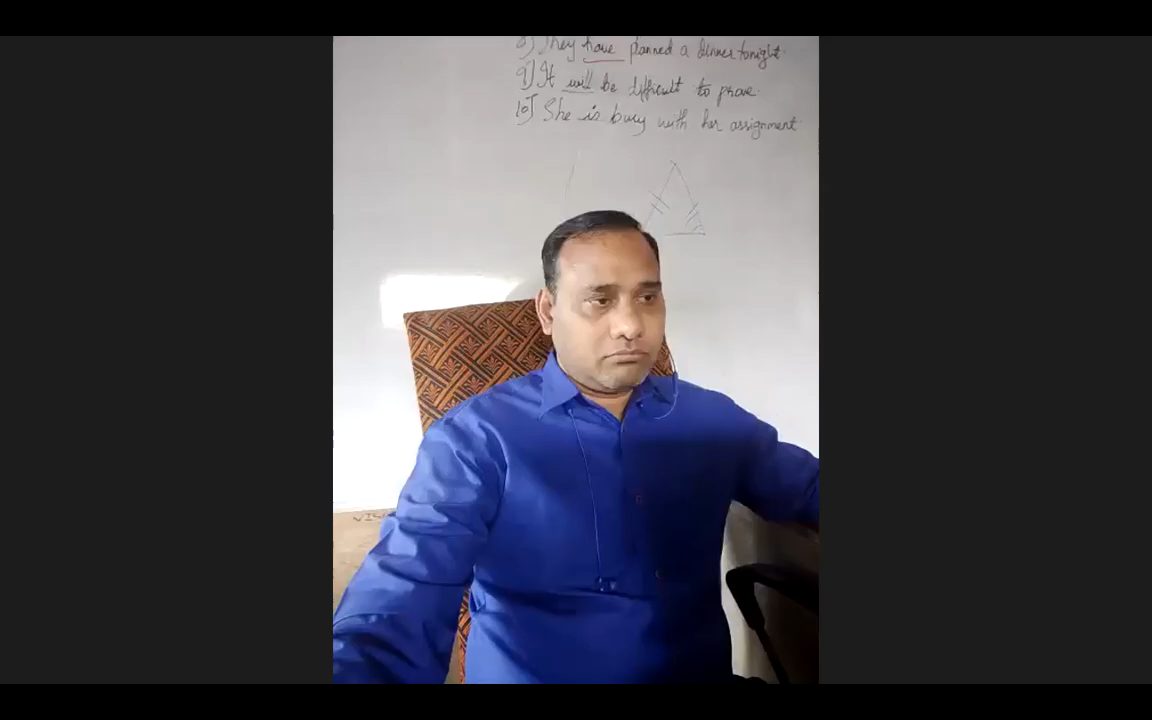 8) They have planned a dinner tonight.
9) It will be difficult to prove.
10) She is busy with her assignment